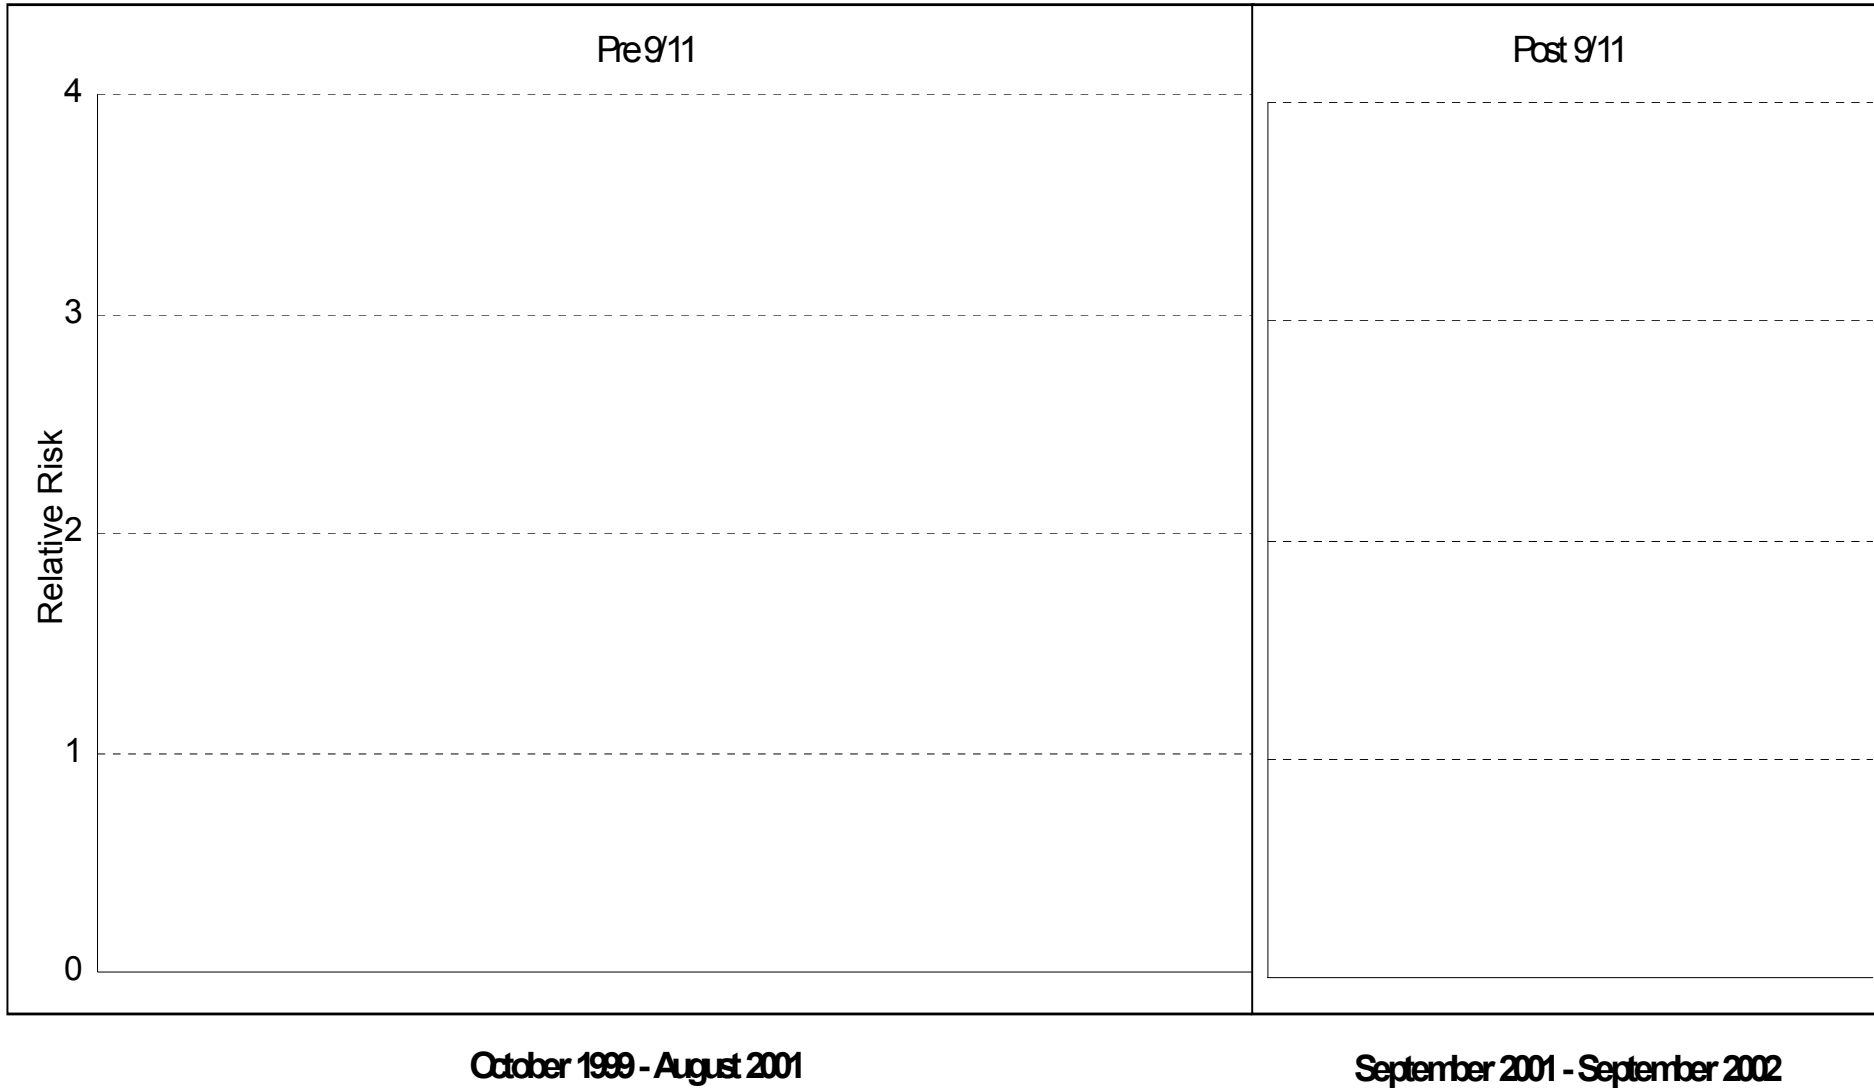 Pre 9/11
Post 9/11
4
3
2
1
0
Relative Risk
October 1999 - August 2001
September 2001 - September 2002